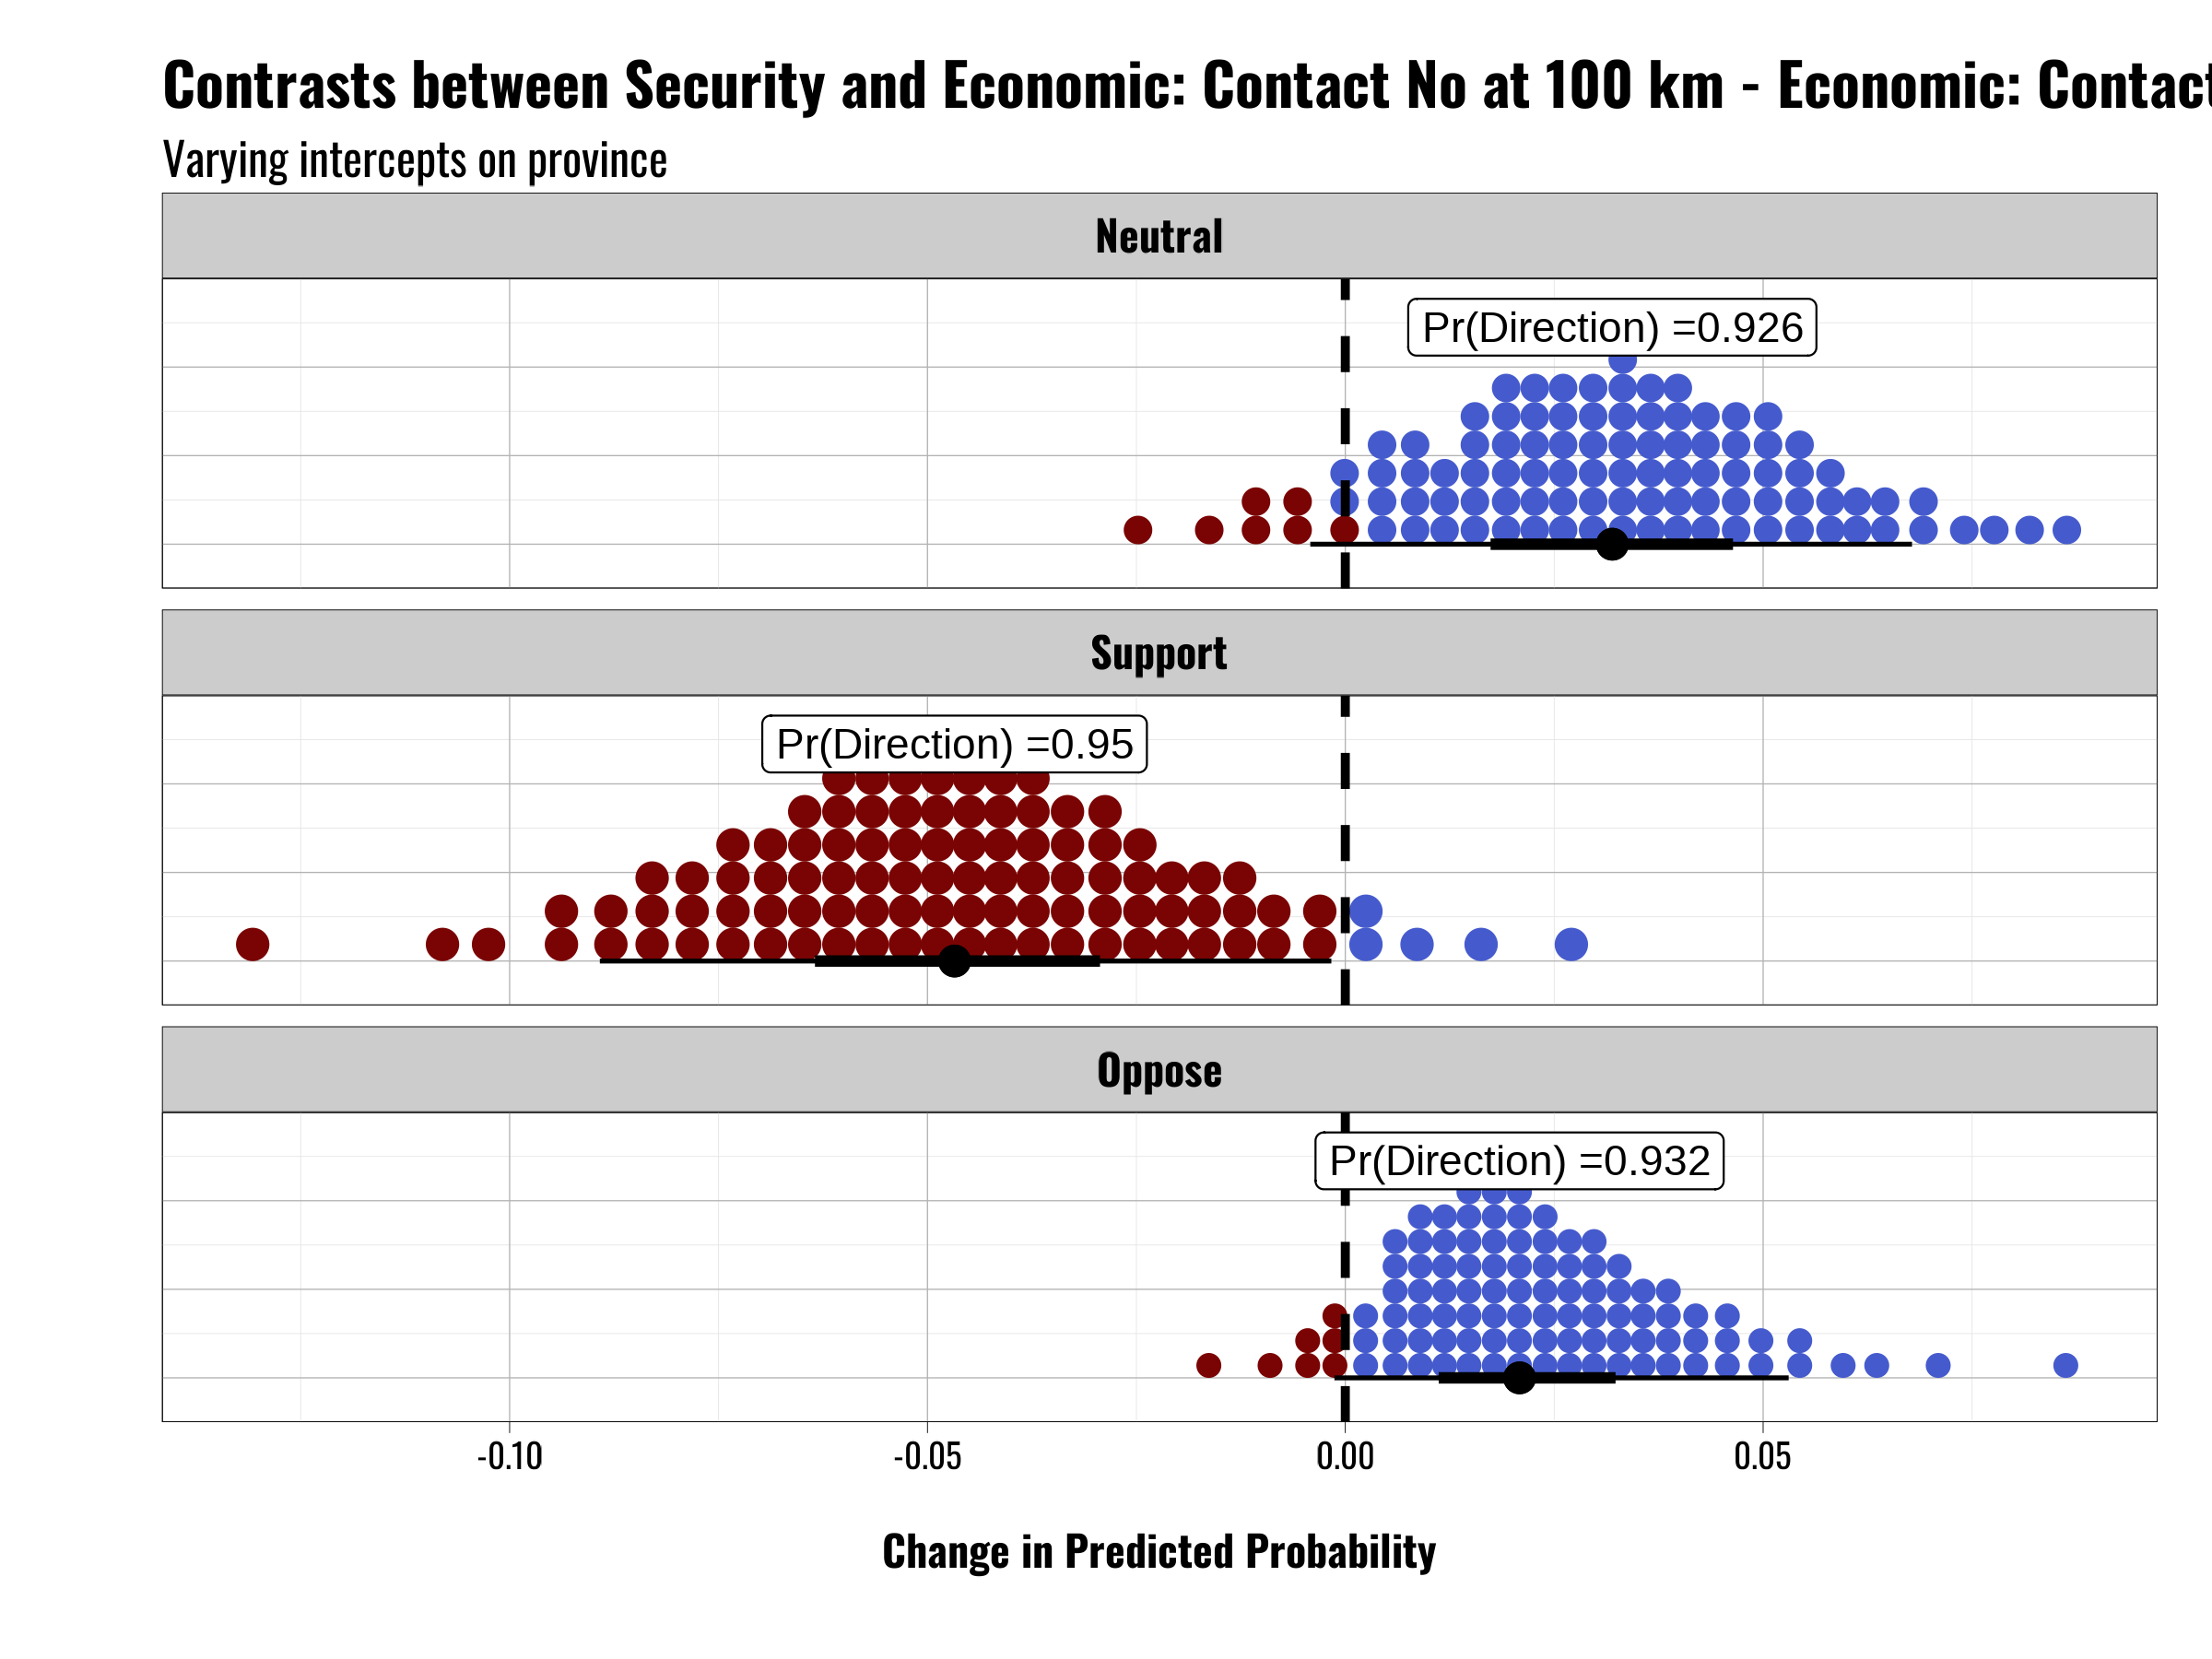 Contrasts between Security and Economic: Contact No at 100 km - Economic: Contact
Varying intercepts on province
Neutral
Pr(Direction) =0.926
Support
Pr(Direction) =0.95
Oppose
Pr(Direction) =0.932
-0.10 -0.05 0.00 0.05
Change in Predicted Probability